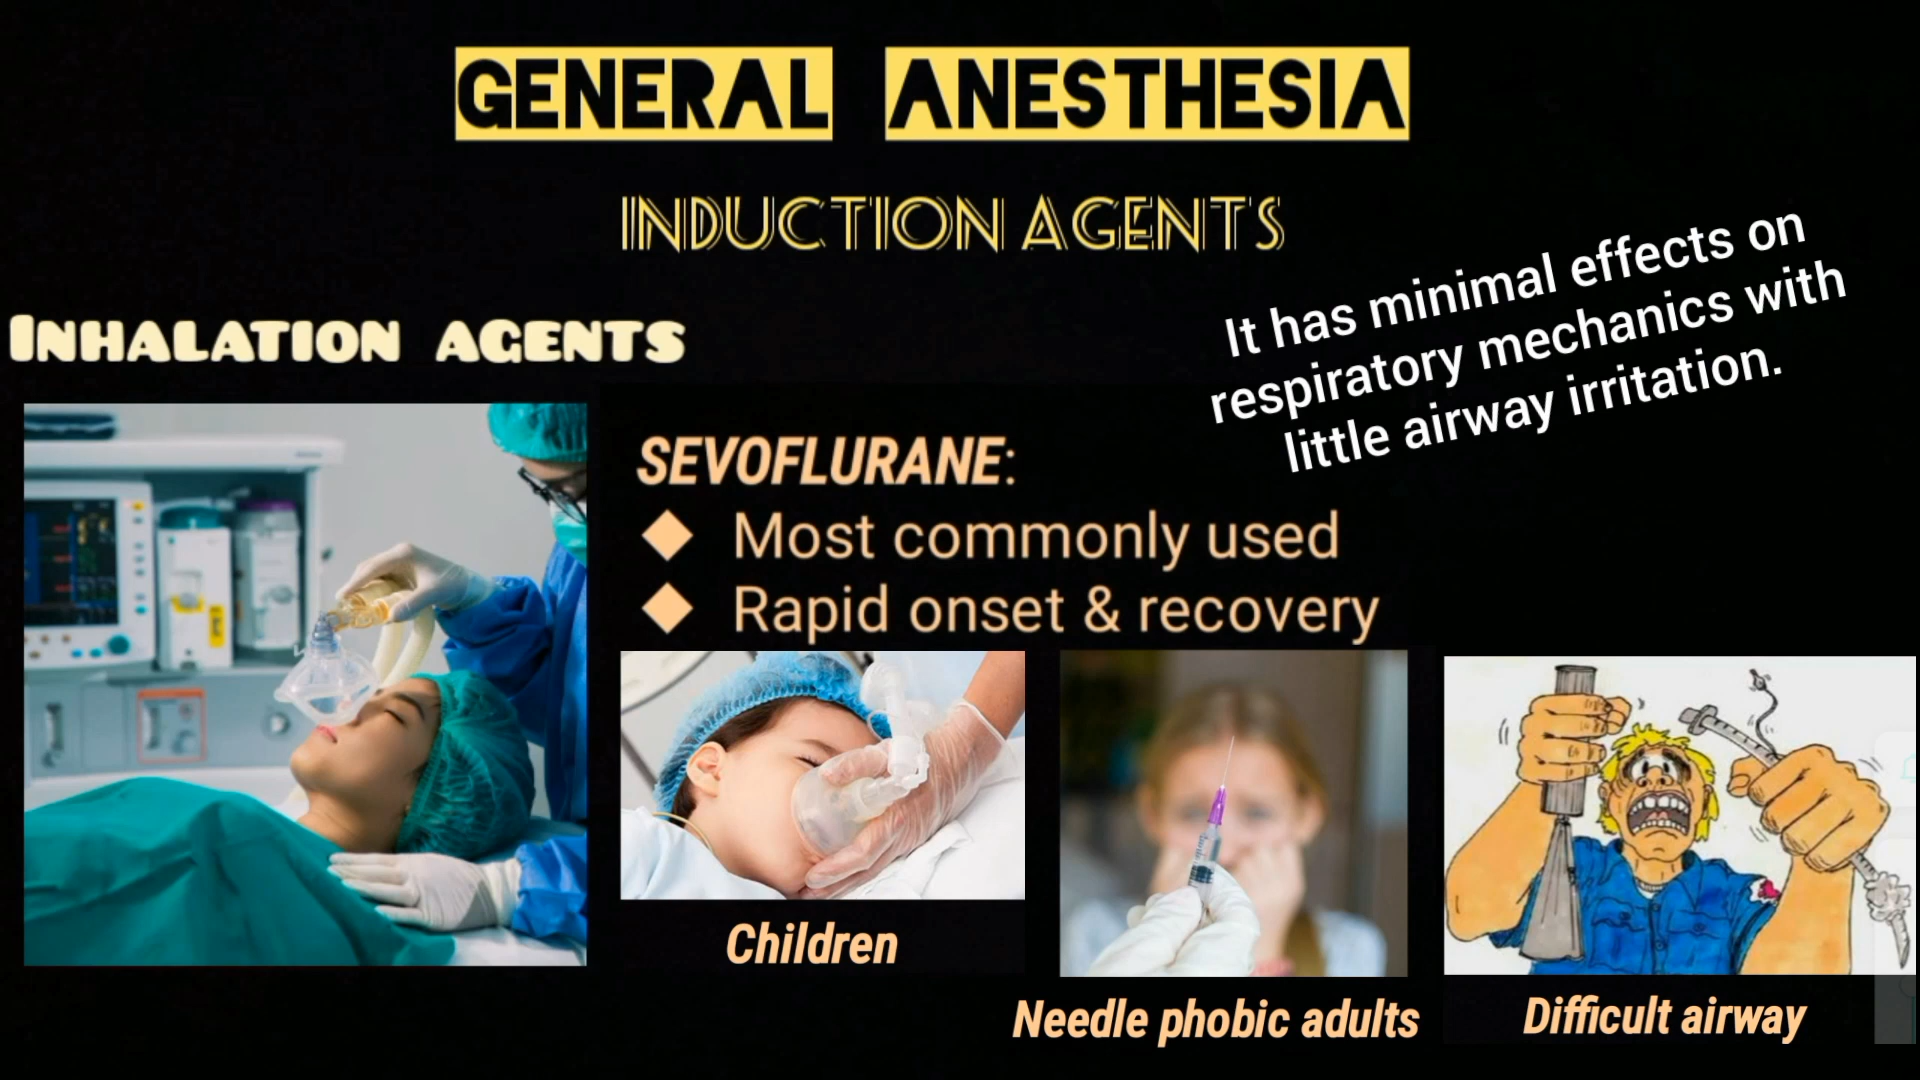 GENERAL ANESTHESIA
INDUCTION AGENTS
It has minimal effects on
respiratory mechanics with
little airway irritation.
INHALATION AGENTS
SEVOFLURANE:
◆ Most commonly used
◆ Rapid onset & recovery
Children
Needle phobic adults
Difficult airway